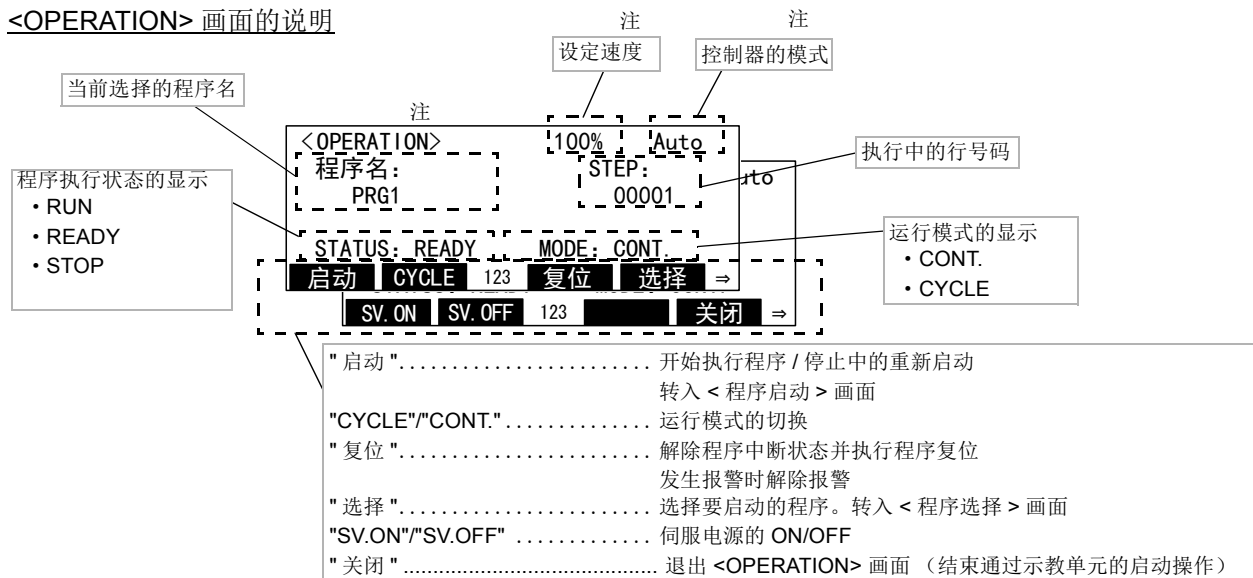 <OPERATION> 画面的说明
注
注
设定速度
控制器的模式
当前选择的程序名
注
<OPERATION>
100%
Auto
程序名：
PRG1
STEP：
00001
uto
执行中的行号码
程序执行状态的显示
・RUN
・READY
・STOP
STATUS：READY
MODE：CONT.
运行模式的显示
・CONT.
・CYCLE
启动 CYCLE 123 复位 选择 ⇒
SV.ON SV.OFF 123 关闭 ⇒
" 启动 "........................ 开始执行程序 / 停止中的重新启动
转入 < 程序启动 > 画面
"CYCLE"/"CONT.".............. 运行模式的切换
" 复位 "........................ 解除程序中断状态并执行程序复位
发生报警时解除报警
" 选择 "........................ 选择要启动的程序。转入 < 程序选择 > 画面
"SV.ON"/"SV.OFF" ............. 伺服电源的 ON/OFF
" 关闭 " ............................................ 退出 <OPERATION> 画面 （结束通过示教单元的启动操作）